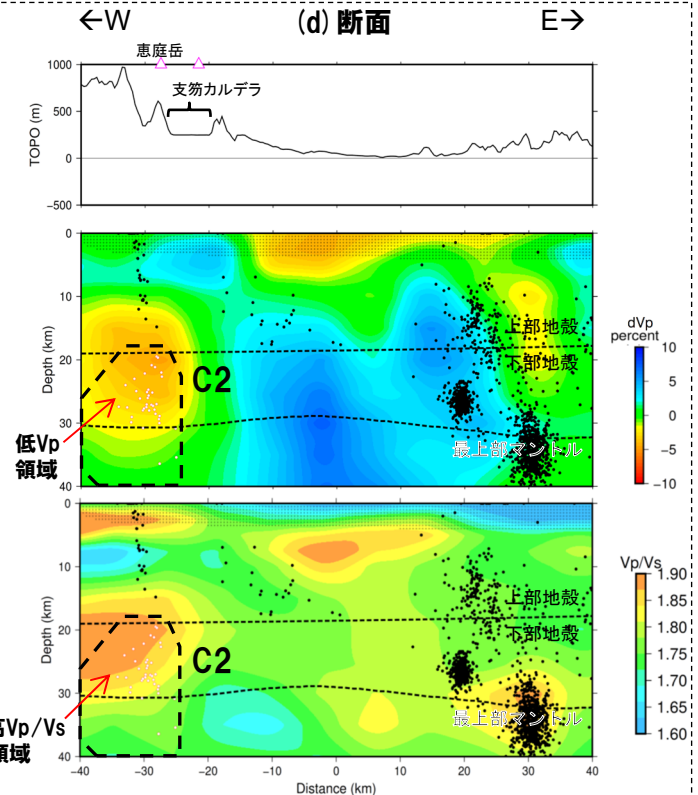 ←W (d) 断面 E→
恵庭岳
支笏カルデラ
TOPO (m)
1000
500
0
−500
Depth (km)
0
10
20
30
40
上部地殻
下部地殻
C2
最上部マントル
低Vp
領域
dVp
percent
10
5
0
−5
−10
Depth (km)
0
10
20
30
40
上部地殻
下部地殻
C2
最上部マントル
高Vp/Vs
領域
Vp/Vs
1.90
1.85
1.80
1.75
1.70
1.65
1.60
−40 −30 −20 −10 0 10 20 30 40
Distance (km)